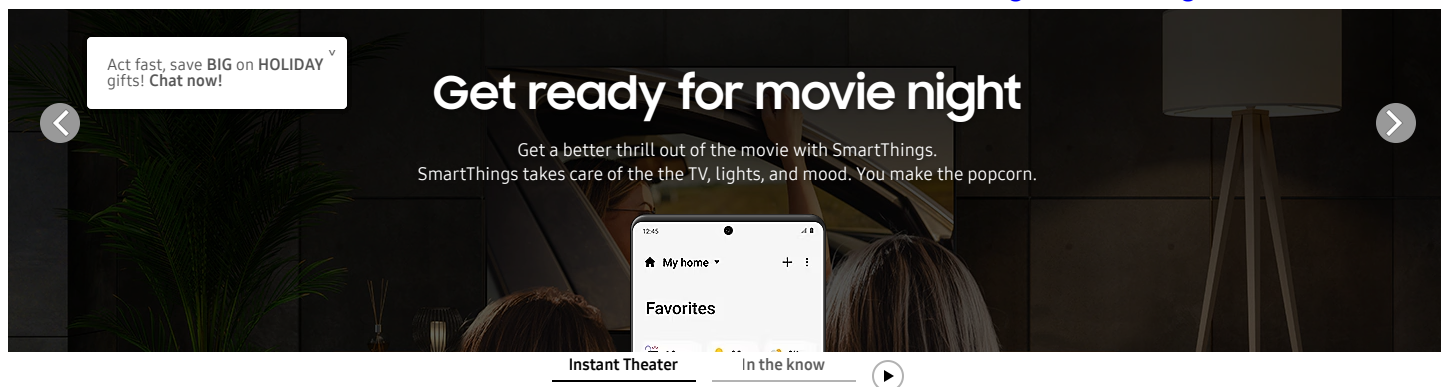 Act fast, save BIG on HOLIDAY
gifts! Chat now!
Get ready for movie night
Get a better thrill out of the movie with SmartThings.
SmartThings takes care of the the TV, lights, and mood. You make the popcorn.
12:45
My home
Favorites
Instant Theater
In the know